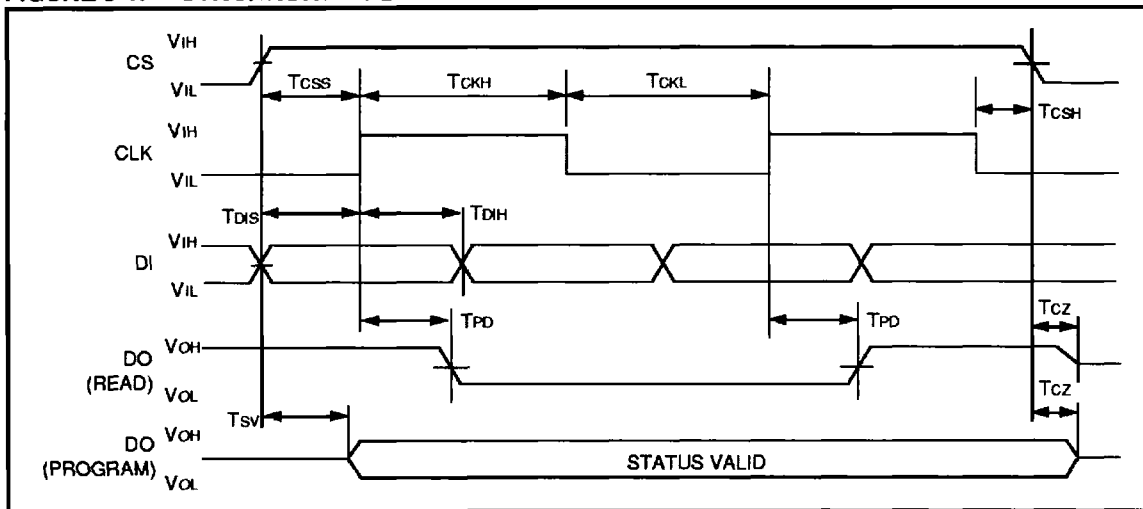 VIH
CS
VIL
TCSS
TCKH
TCKL
TCSH
VIH
CLK
VIL
TDIS
TDIH
VIH
DI
VIL
TPD
TPD
TCZ
VOH
DO
(READ)
VOL
TSV
TCZ
VOH
DO
(PROGRAM)
STATUS VALID
VOL